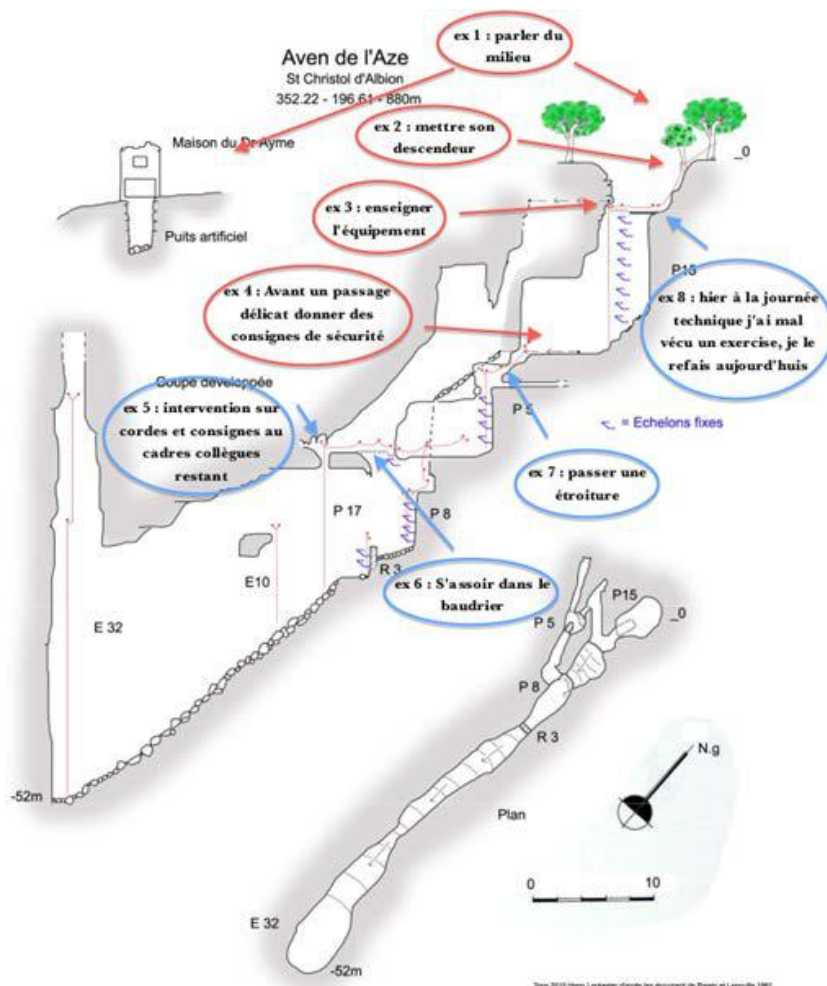 ex 1 : parler du
milieu
Aven de l'Aze
St Christol d'Albion
352.22 - 196.61 - 880m
ex 2 : mettre son
descendeur
Maison du Dr Ayme
_0
ex 3 : enseigner
l'équipement
Puits artificiel
P15
ex 4 : Avant un passage
délicat donner des
consignes de sécurité
ex 8 : hier à la journée
technique j'ai mal
vécu un exercise, je le
refais aujourd'huis
Coupe développée
P 5
ex 5 : intervention sur
cordes et consignes au
cadres collègues
restant
= Echelons fixes
ex 7 : passer une
étroiture
P 17
P 8
E10
R 3
ex 6 : S'assoir dans le
baudrier
E 32
P15
P 5
_0
P 8
R 3
N.g
-52m
Plan
0
10
E 32
-52m